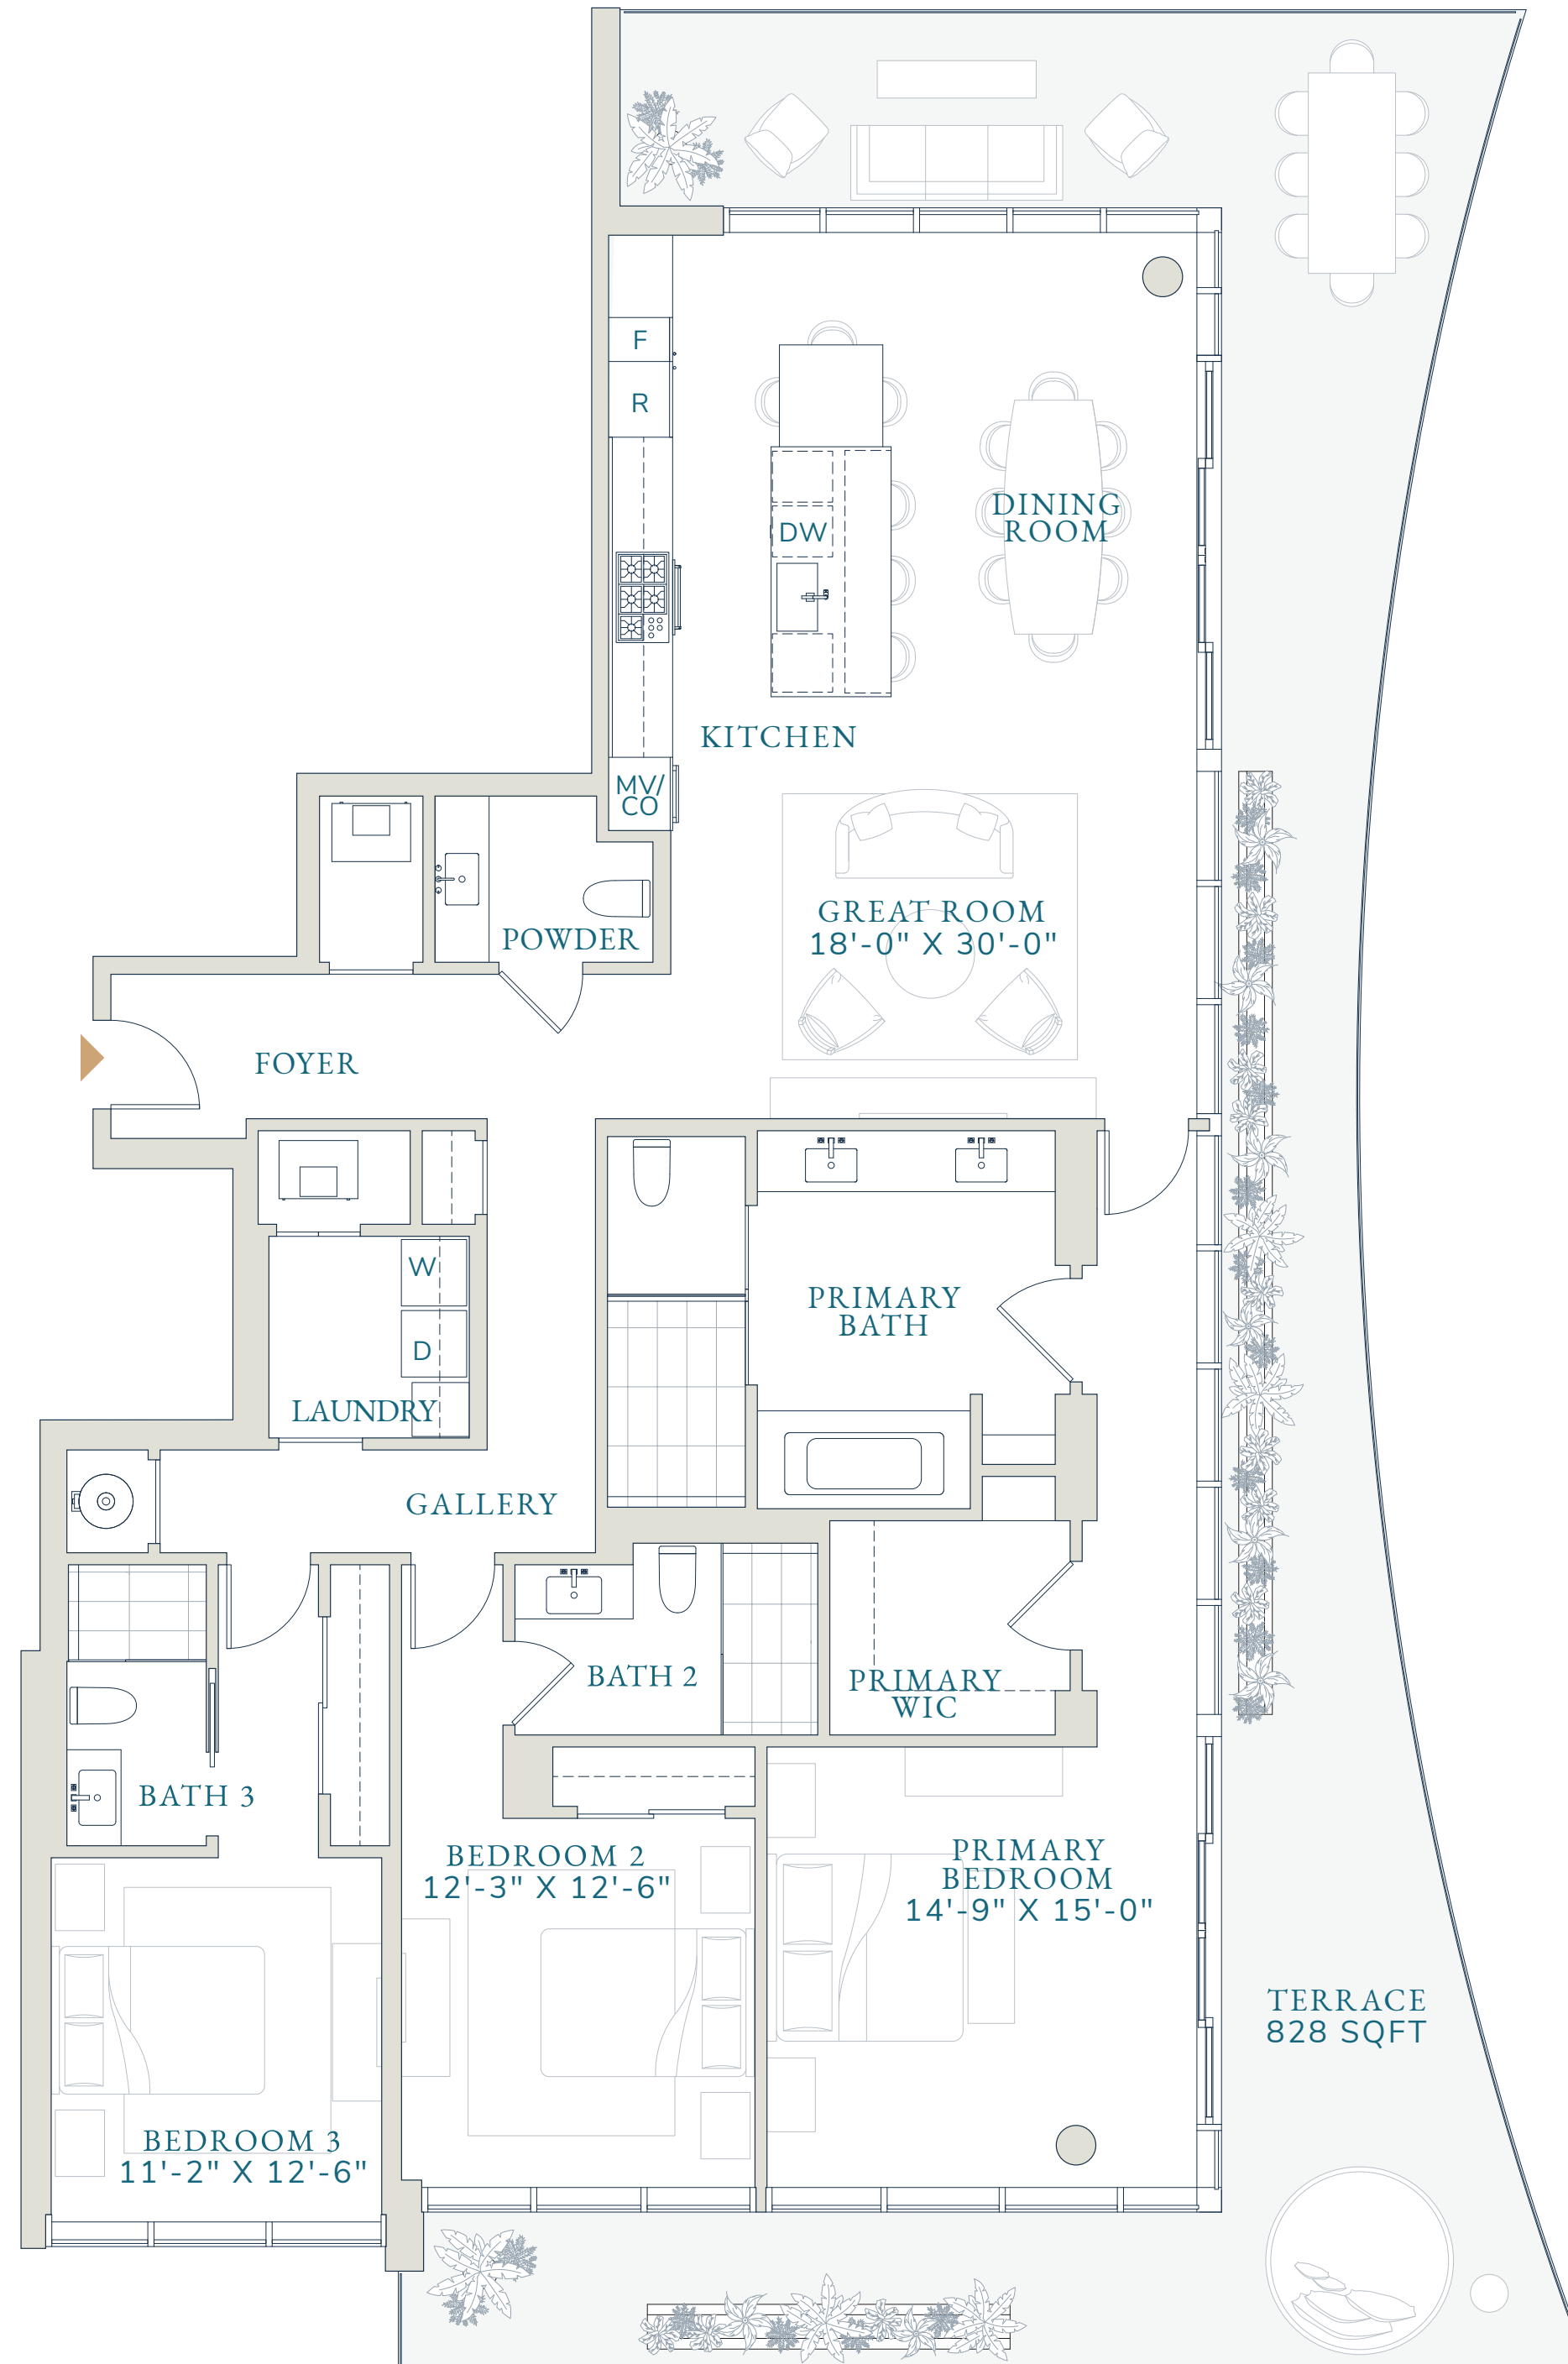 F
R
DW
DINING
ROOM
KITCHEN
MV/
CO
GREAT ROOM
18'-0" X 30'-0"
POWDER
FOYER
W
D
LAUNDRY
PRIMARY
BATH
GALLERY
BATH 2
PRIMARY
WIC
BATH 3
BEDROOM 2
12'-3" X 12'-6"
PRIMARY
BEDROOM
14'-9" X 15'-0"
TERRACE
828 SQFT
BEDROOM 3
11'-2" X 12'-6"